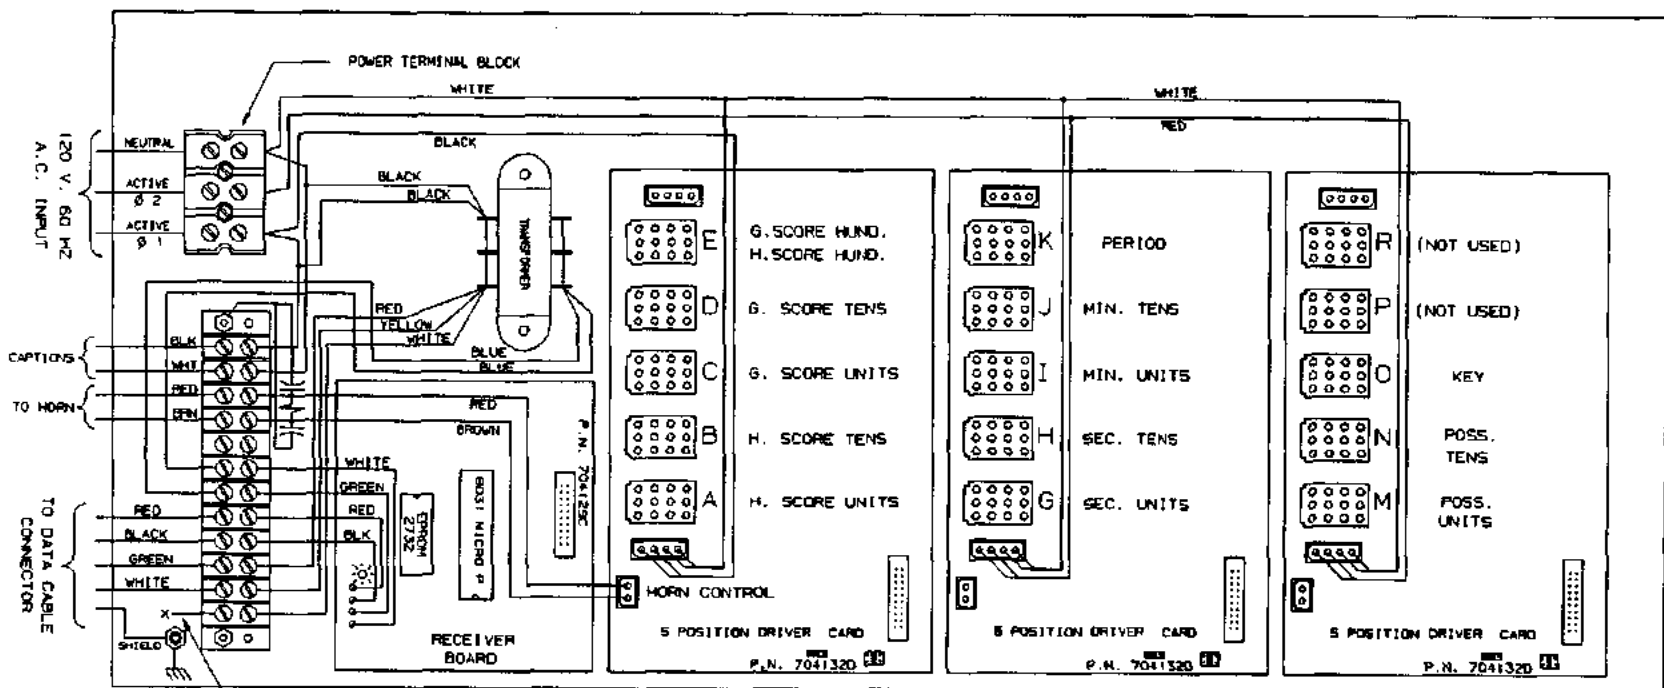 POWER TERMINAL BLOCK
WHITE
WHITE
RED
BLACK
120 V. 60 HZ
A.C. INPUT
NEUTRAL
ACTIVE
Ø 2
ACTIVE
Ø 1
BLACK
BLACK
TRANSFORMER
RED
YELLOW
WHITE
BLUE
BLUE
CAPTIONS
BLK
WHT
TO HORN
RED
BRN
RED
BROWN
WHITE
GREEN
RED
BLK
TO DATA CABLE
CONNECTOR
RED
BLACK
GREEN
WHITE
X
SHIELD
EPROM
2732
8031 MICRO P
P.N. 704129C
RECEIVER
BOARD
E
G.SCORE HUND.
H.SCORE HUND.
D
G. SCORE TENS
C
G. SCORE UNITS
B
H. SCORE TENS
A
H. SCORE UNITS
HORN CONTROL
5 POSITION DRIVER CARD
P.N. 704132D
K
PERIOD
J
MIN. TENS
I
MIN. UNITS
H
SEC. TENS
G
SEC. UNITS
5 POSITION DRIVER CARD
P.N. 704132D
R
(NOT USED)
P
(NOT USED)
O
KEY
N
POSS.
TENS
M
POSS.
UNITS
5 POSITION DRIVER CARD
P.N. 704132D